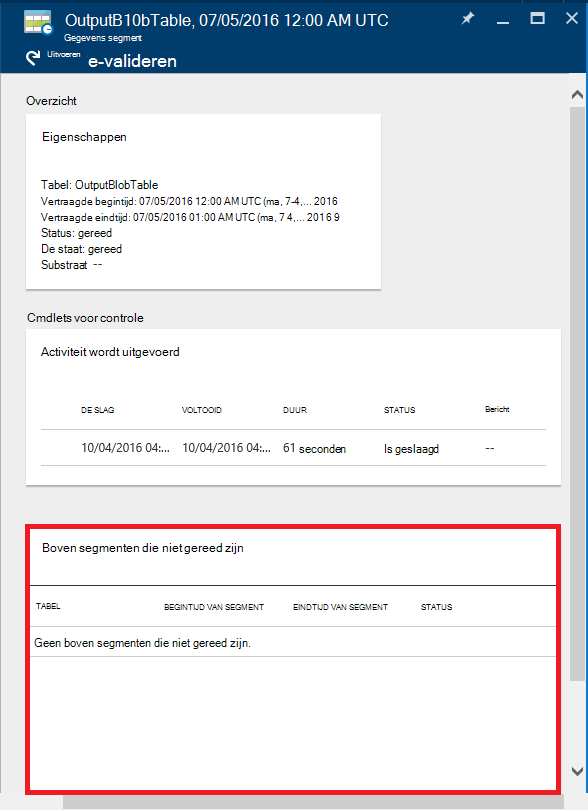 OutputB10bTable, 07/05/2016 12:00 AM UTC
Gegevens segment
Uitvoeren e-valideren
Overzicht
Eigenschappen
Tabel: OutputBlobTable
Vertraagde begintijd: 07/05/2016 12:00 AM UTC (ma, 7-4,... 2016
Vertraagde eindtijd: 07/05/2016 01:00 AM UTC (ma, 7 4,... 2016 9
Status: gereed
De staat: gereed
Substraat --
Cmdlets voor controle
Activiteit wordt uitgevoerd
DE SLAG VOLTOOID DUUR STATUS Bericht
10/04/2016 04:... 10/04/2016 04:... 61 seconden Is geslaagd --
Boven segmenten die niet gereed zijn
TABEL BEGINTIJD VAN SEGMENT EINDTIJD VAN SEGMENT STATUS
Geen boven segmenten die niet gereed zijn.